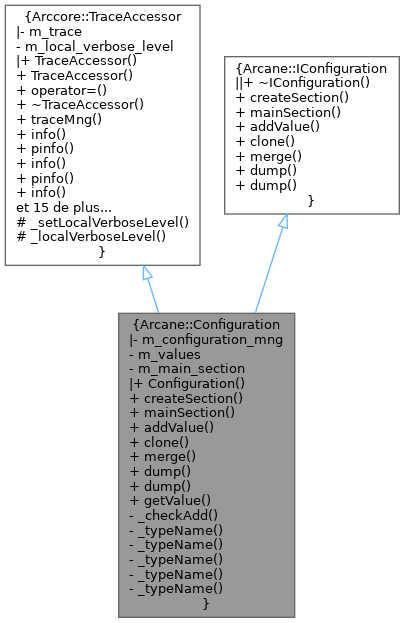 {Arccore::TraceAccessor
|- m_trace
- m_local_verbose_level
|+ TraceAccessor()
+ TraceAccessor()
+ operator=()
+ ~TraceAccessor()
+ traceMng()
+ info()
+ pinfo()
+ info()
+ pinfo()
+ info()
et 15 de plus...
# _setLocalVerboseLevel()
# _localVerboseLevel()
}
{Arcane::IConfiguration
||+ ~IConfiguration()
+ createSection()
+ mainSection()
+ addValue()
+ clone()
+ merge()
+ dump()
+ dump()
}
{Arcane::Configuration
|- m_configuration_mng
- m_values
- m_main_section
|+ Configuration()
+ createSection()
+ mainSection()
+ addValue()
+ clone()
+ merge()
+ dump()
+ dump()
+ getValue()
- _checkAdd()
- _typeName()
- _typeName()
- _typeName()
- _typeName()
- _typeName()
}